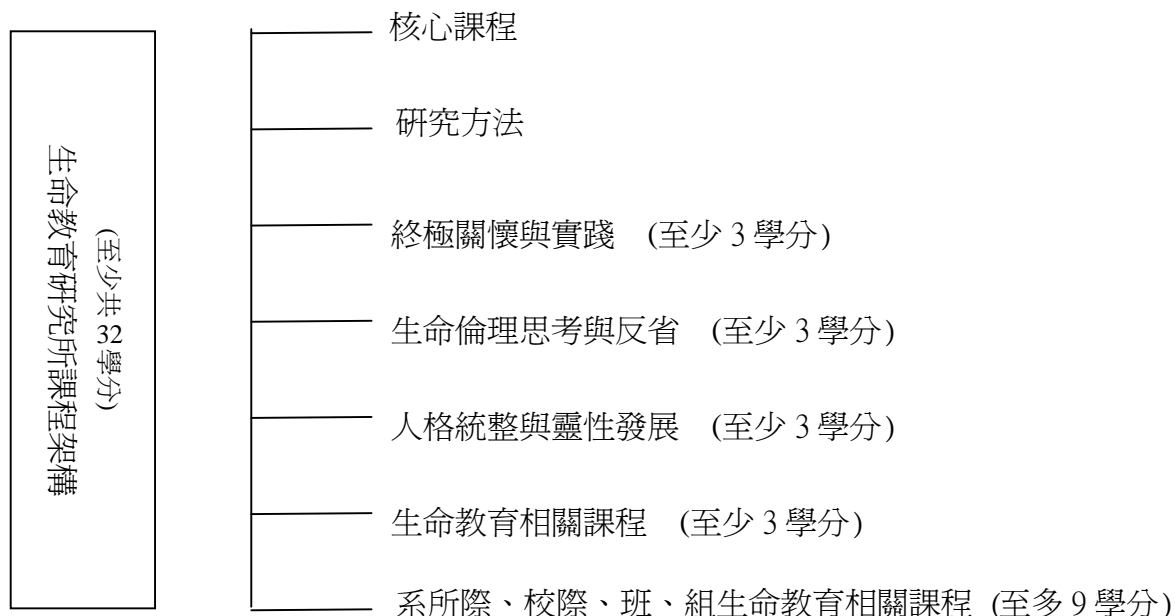 生命教育研究所課程架構
(至少共 32 學分)
核心課程
研究方法
終極關懷與實踐 (至少 3 學分)
生命倫理思考與反省 (至少 3 學分)
人格統整與靈性發展 (至少 3 學分)
生命教育相關課程 (至少 3 學分)
系所際、校際、班、組生命教育相關課程 (至多 9 學分)